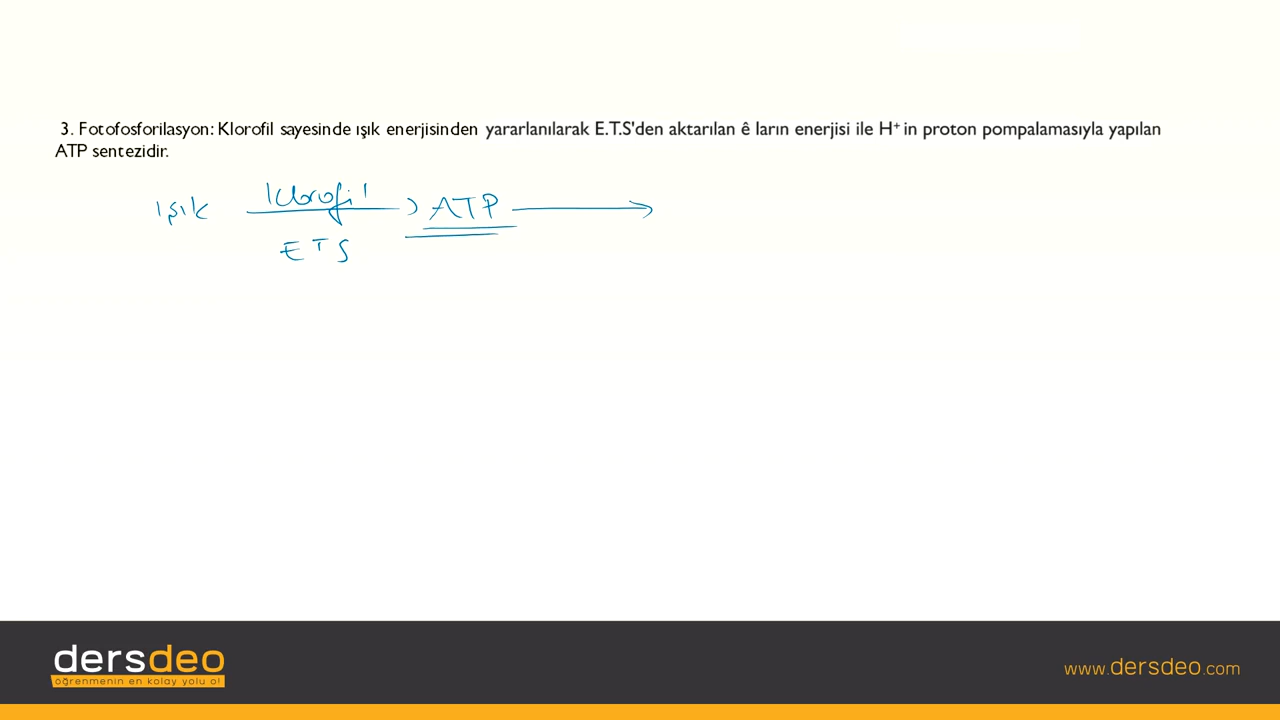 3. Fotofosforilasyon: Klorofil sayesinde ışık enerjisinden yararlanılarak E.T.S'den aktarılan ê ların enerjisi ile H⁺ in proton pompalamasıyla yapılan
ATP sentezidir.
ışık Klorofil ATP
ETS
dersdeo
öğrenmenin en kolay yolu o!
www.dersdeo.com